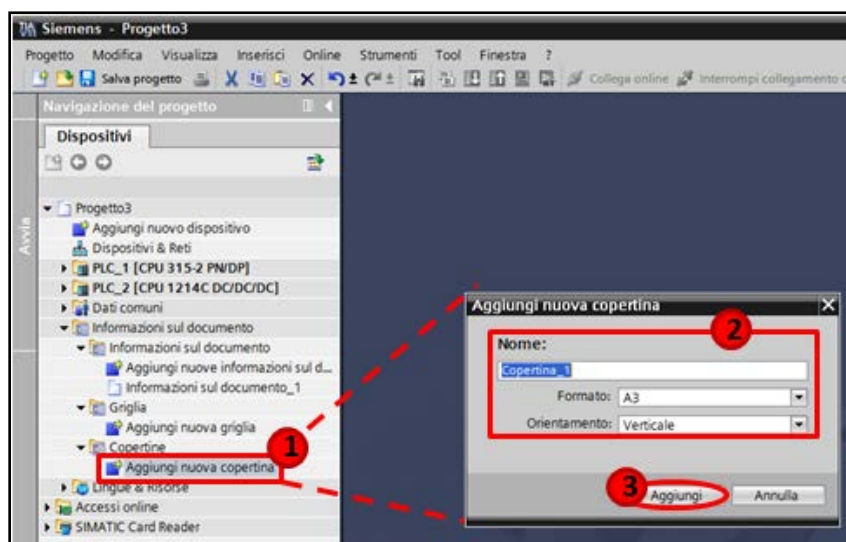 Siemens - Progetto3
Progetto Modifica Visualizza Inserisci Online Strumenti Tool Finestra ?
Salva progetto Collega online Interrompi collegamento
Navigazione del progetto
Dispositivi
Avvia
Progetto3
Aggiungi nuovo dispositivo
Dispositivi & Reti
PLC_1 [CPU 315-2 PN/DP]
PLC_2 [CPU 1214C DC/DC/DC]
Dati comuni
Informazioni sul documento
Informazioni sul documento
Aggiungi nuove informazioni sul d...
Informazioni sul documento_1
Griglia
Aggiungi nuova griglia
Copertine
1
Aggiungi nuova copertina
Lingue & Risorse
Accessi online
SIMATIC Card Reader
Aggiungi nuova copertina
2
Nome:
Copertina_1
Formato: A3
Orientamento: Verticale
3
Aggiungi Annulla